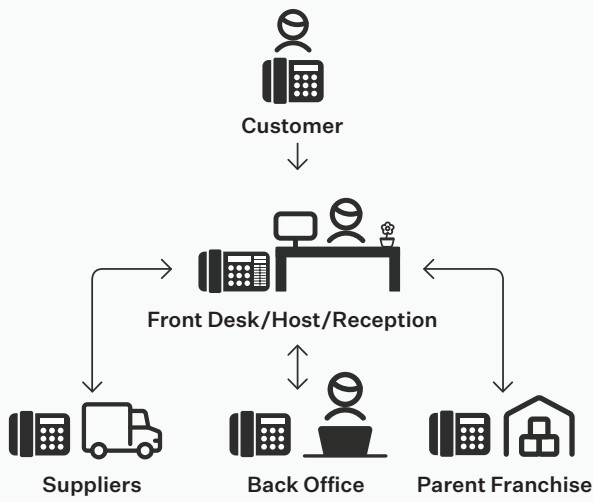 Customer
Front Desk/Host/Reception
Suppliers
Back Office
Parent Franchise